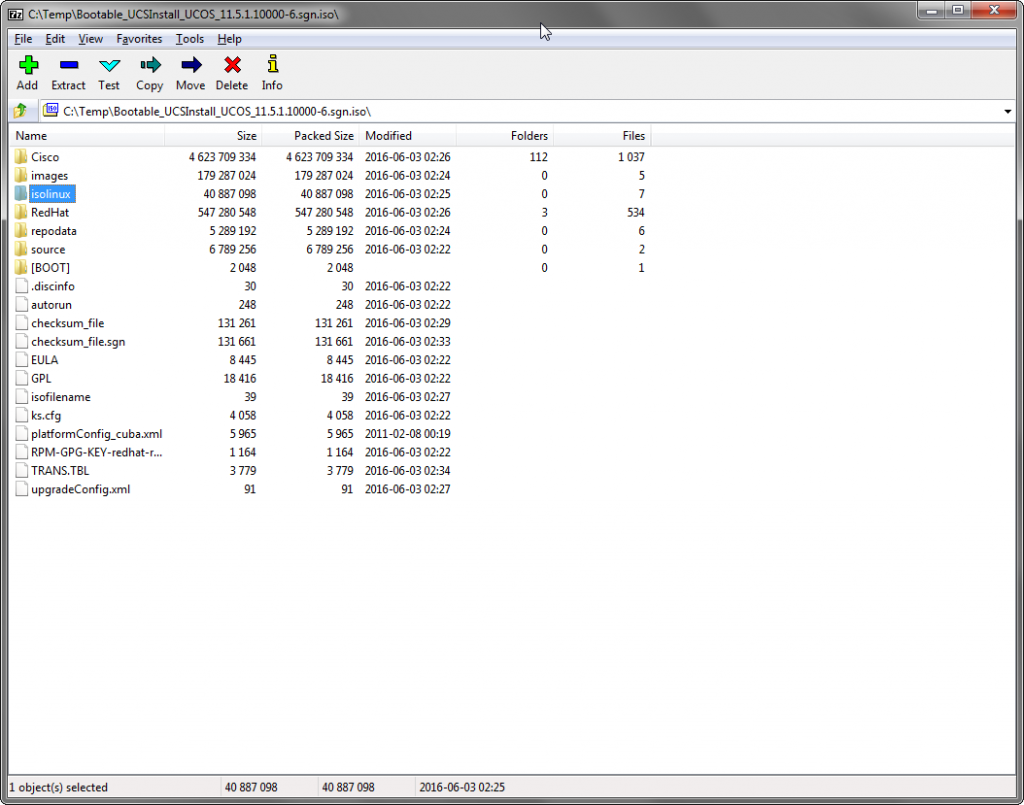 C:\Temp\Bootable_UCSInstall_UCOS_11.5.1.10000-6.sgn.iso\
File Edit View Favorites Tools Help
Add Extract Test Copy Move Delete Info
C:\Temp\Bootable_UCSInstall_UCOS_11.5.1.10000-6.sgn.iso\
Name Size Packed Size Modified Folders Files
Cisco 4 623 709 334 4 623 709 334 2016-06-03 02:26 112 1 037
images 179 287 024 179 287 024 2016-06-03 02:24 0 5
isolinux 40 887 098 40 887 098 2016-06-03 02:25 0 7
RedHat 547 280 548 547 280 548 2016-06-03 02:26 3 534
repodata 5 289 192 5 289 192 2016-06-03 02:24 0 6
source 6 789 256 6 789 256 2016-06-03 02:22 0 2
[BOOT] 2 048 2 048 0 1
.discinfo 30 30 2016-06-03 02:22
autorun 248 248 2016-06-03 02:22
checksum_file 131 261 131 261 2016-06-03 02:29
checksum_file.sgn 131 661 131 661 2016-06-03 02:33
EULA 8 445 8 445 2016-06-03 02:22
GPL 18 416 18 416 2016-06-03 02:22
isofilename 39 39 2016-06-03 02:27
ks.cfg 4 058 4 058 2016-06-03 02:22
platformConfig_cuba.xml 5 965 5 965 2011-02-08 00:19
RPM-GPG-KEY-redhat-r... 1 164 1 164 2016-06-03 02:22
TRANS.TBL 3 779 3 779 2016-06-03 02:34
upgradeConfig.xml 91 91 2016-06-03 02:27
1 object(s) selected 40 887 098 40 887 098 2016-06-03 02:25